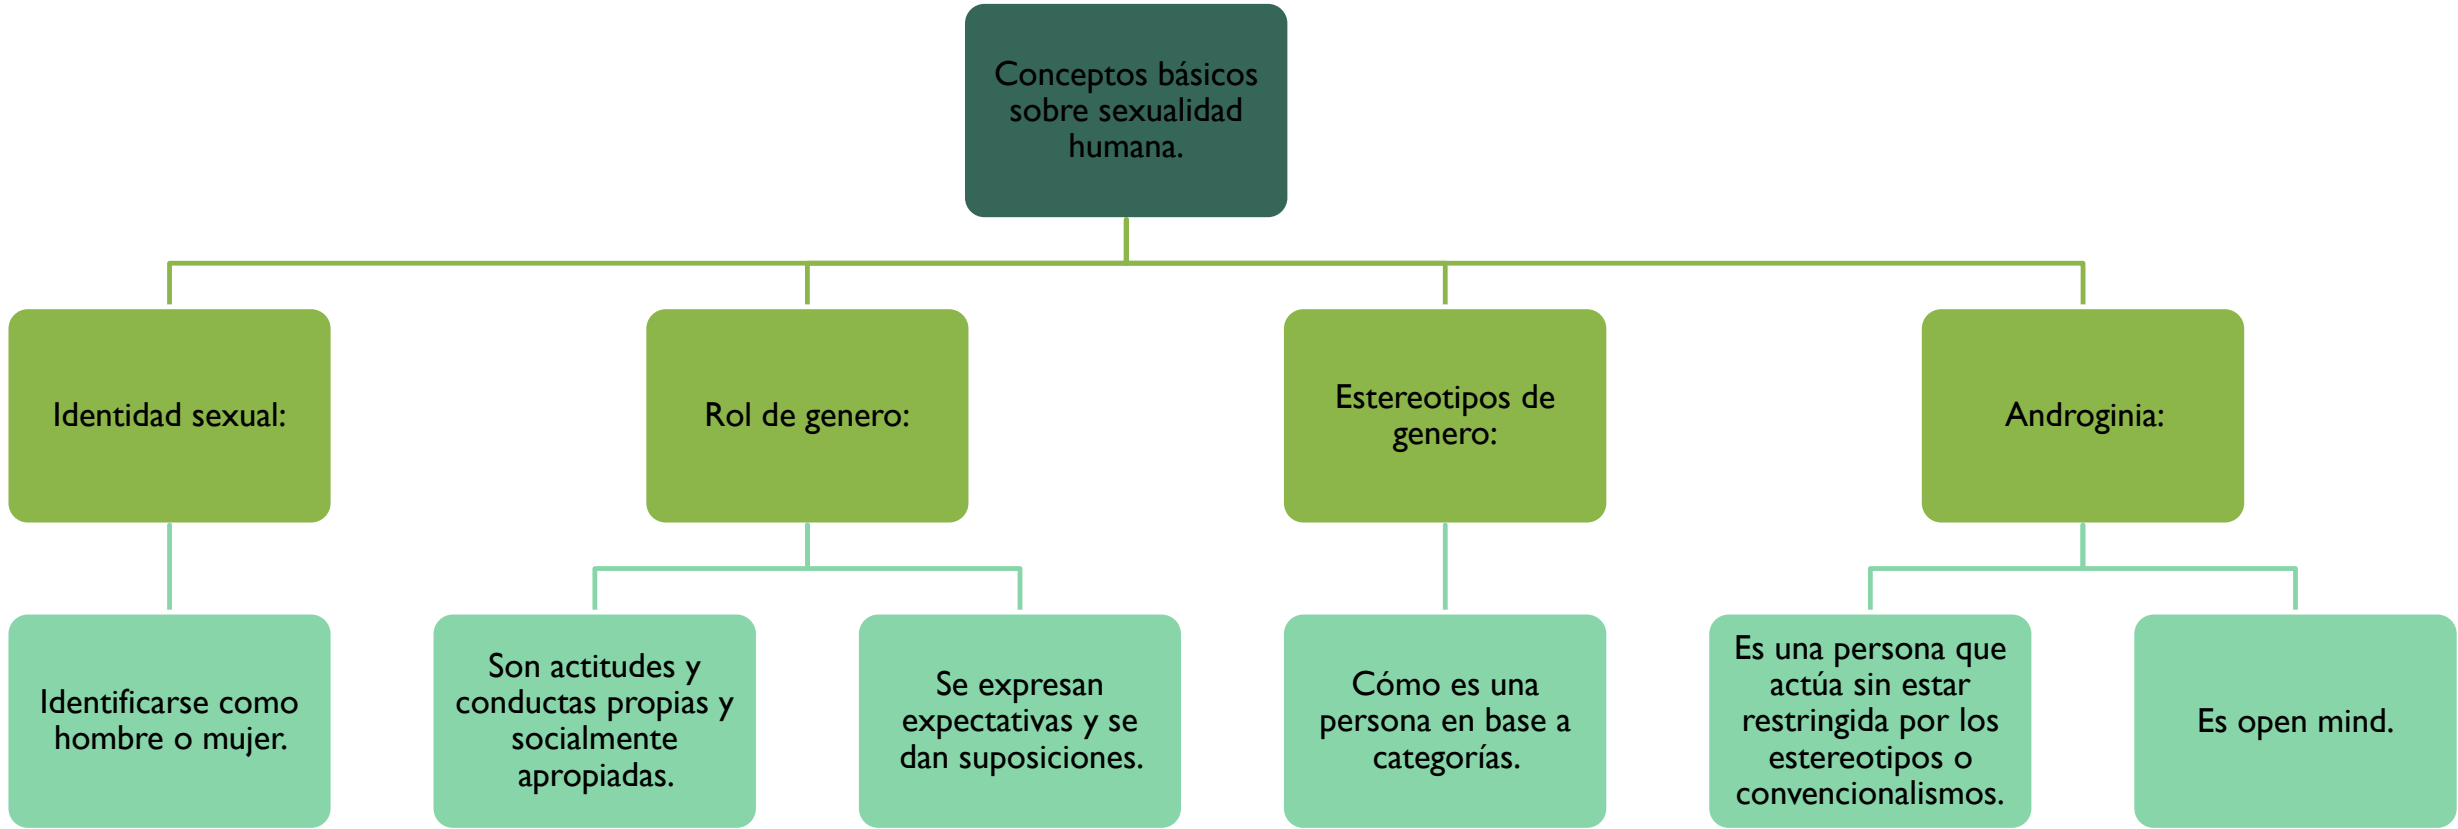 Conceptos básicos
sobre sexualidad
humana.
Identidad sexual:
Rol de genero:
Estereotipos de
genero:
Androginia:
Identificarse como
hombre o mujer.
Son actitudes y
conductas propias y
socialmente
apropiadas.
Se expresan
expectativas y se
dan suposiciones.
Cómo es una
persona en base a
categorías.
Es una persona que
actúa sin estar
restringida por los
estereotipos o
convencionalismos.
Es open mind.